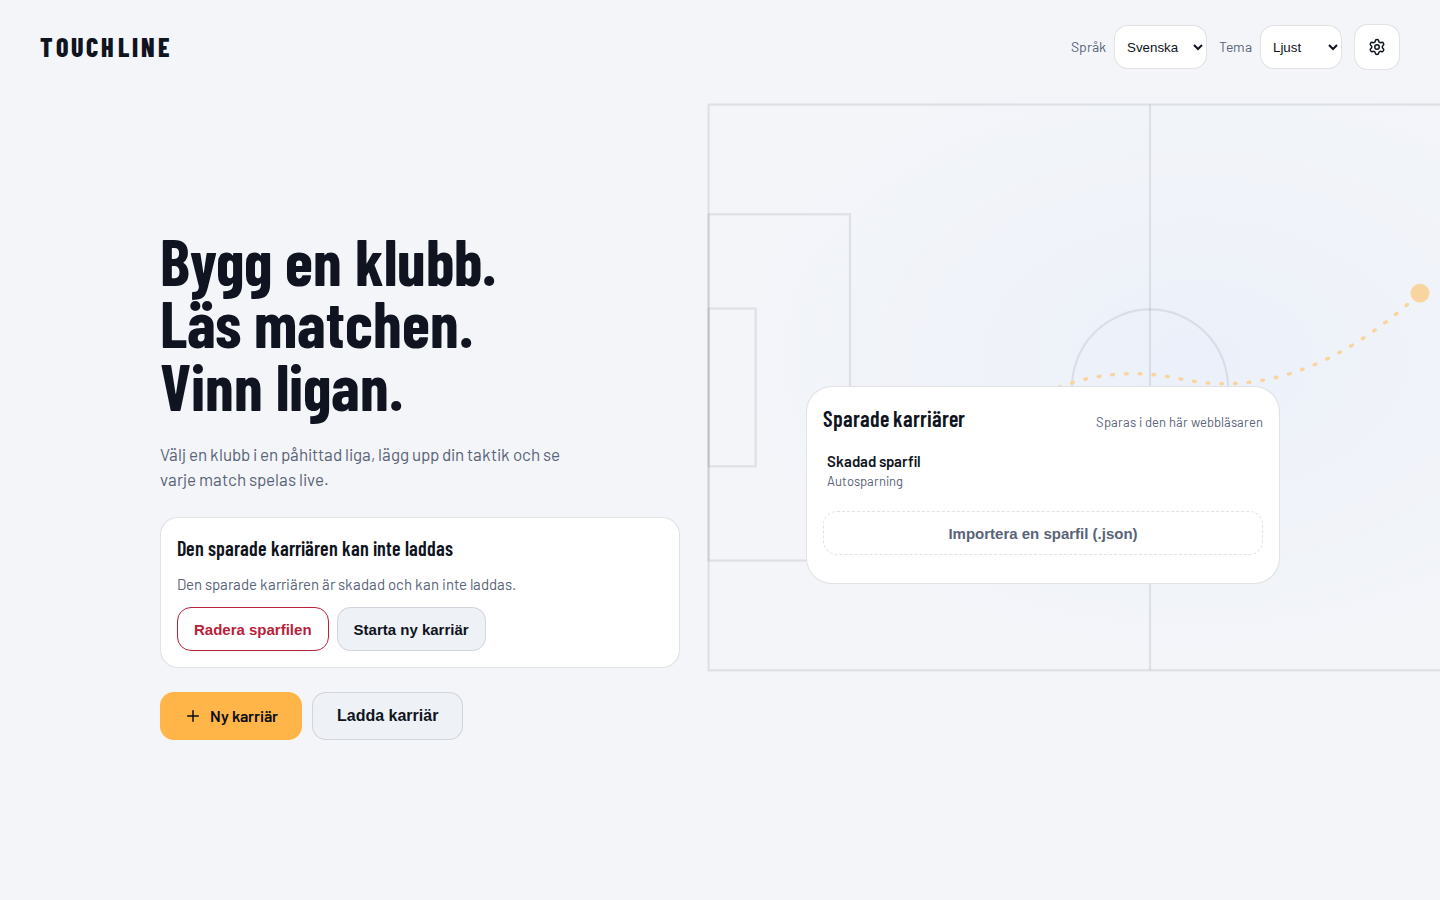 TOUCHLINE
Språk
Svenska
Tema
Ljust
Bygg en klubb.
Läs matchen.
Vinn ligan.
Välj en klubb i en påhittad liga, lägg upp din taktik och se
varje match spelas live.
Den sparade karriären kan inte laddas
Den sparade karriären är skadad och kan inte laddas.
Radera sparfilen
Starta ny karriär
Ny karriär
Ladda karriär
Sparade karriärer
Sparas i den här webbläsaren
Skadad sparfil
Autosparning
Importera en sparfil (.json)